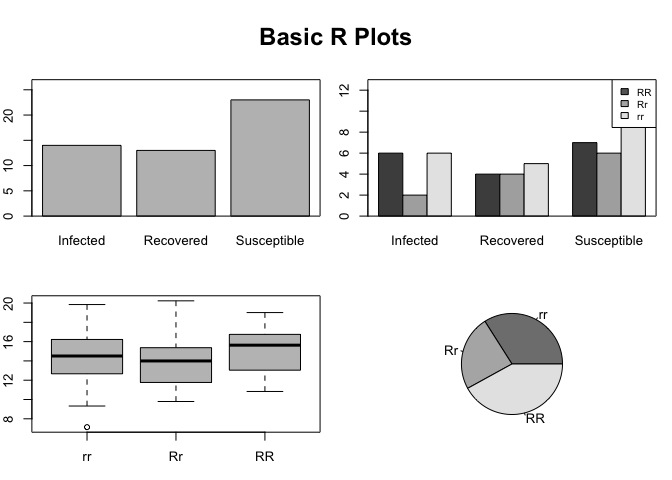 Basic R Plots
0 5 10 20
Infected Recovered Susceptible
0 2 4 6 8 12
RR
Rr
rr
Infected Recovered Susceptible
8 12 16 20
rr Rr RR
rr
Rr
RR